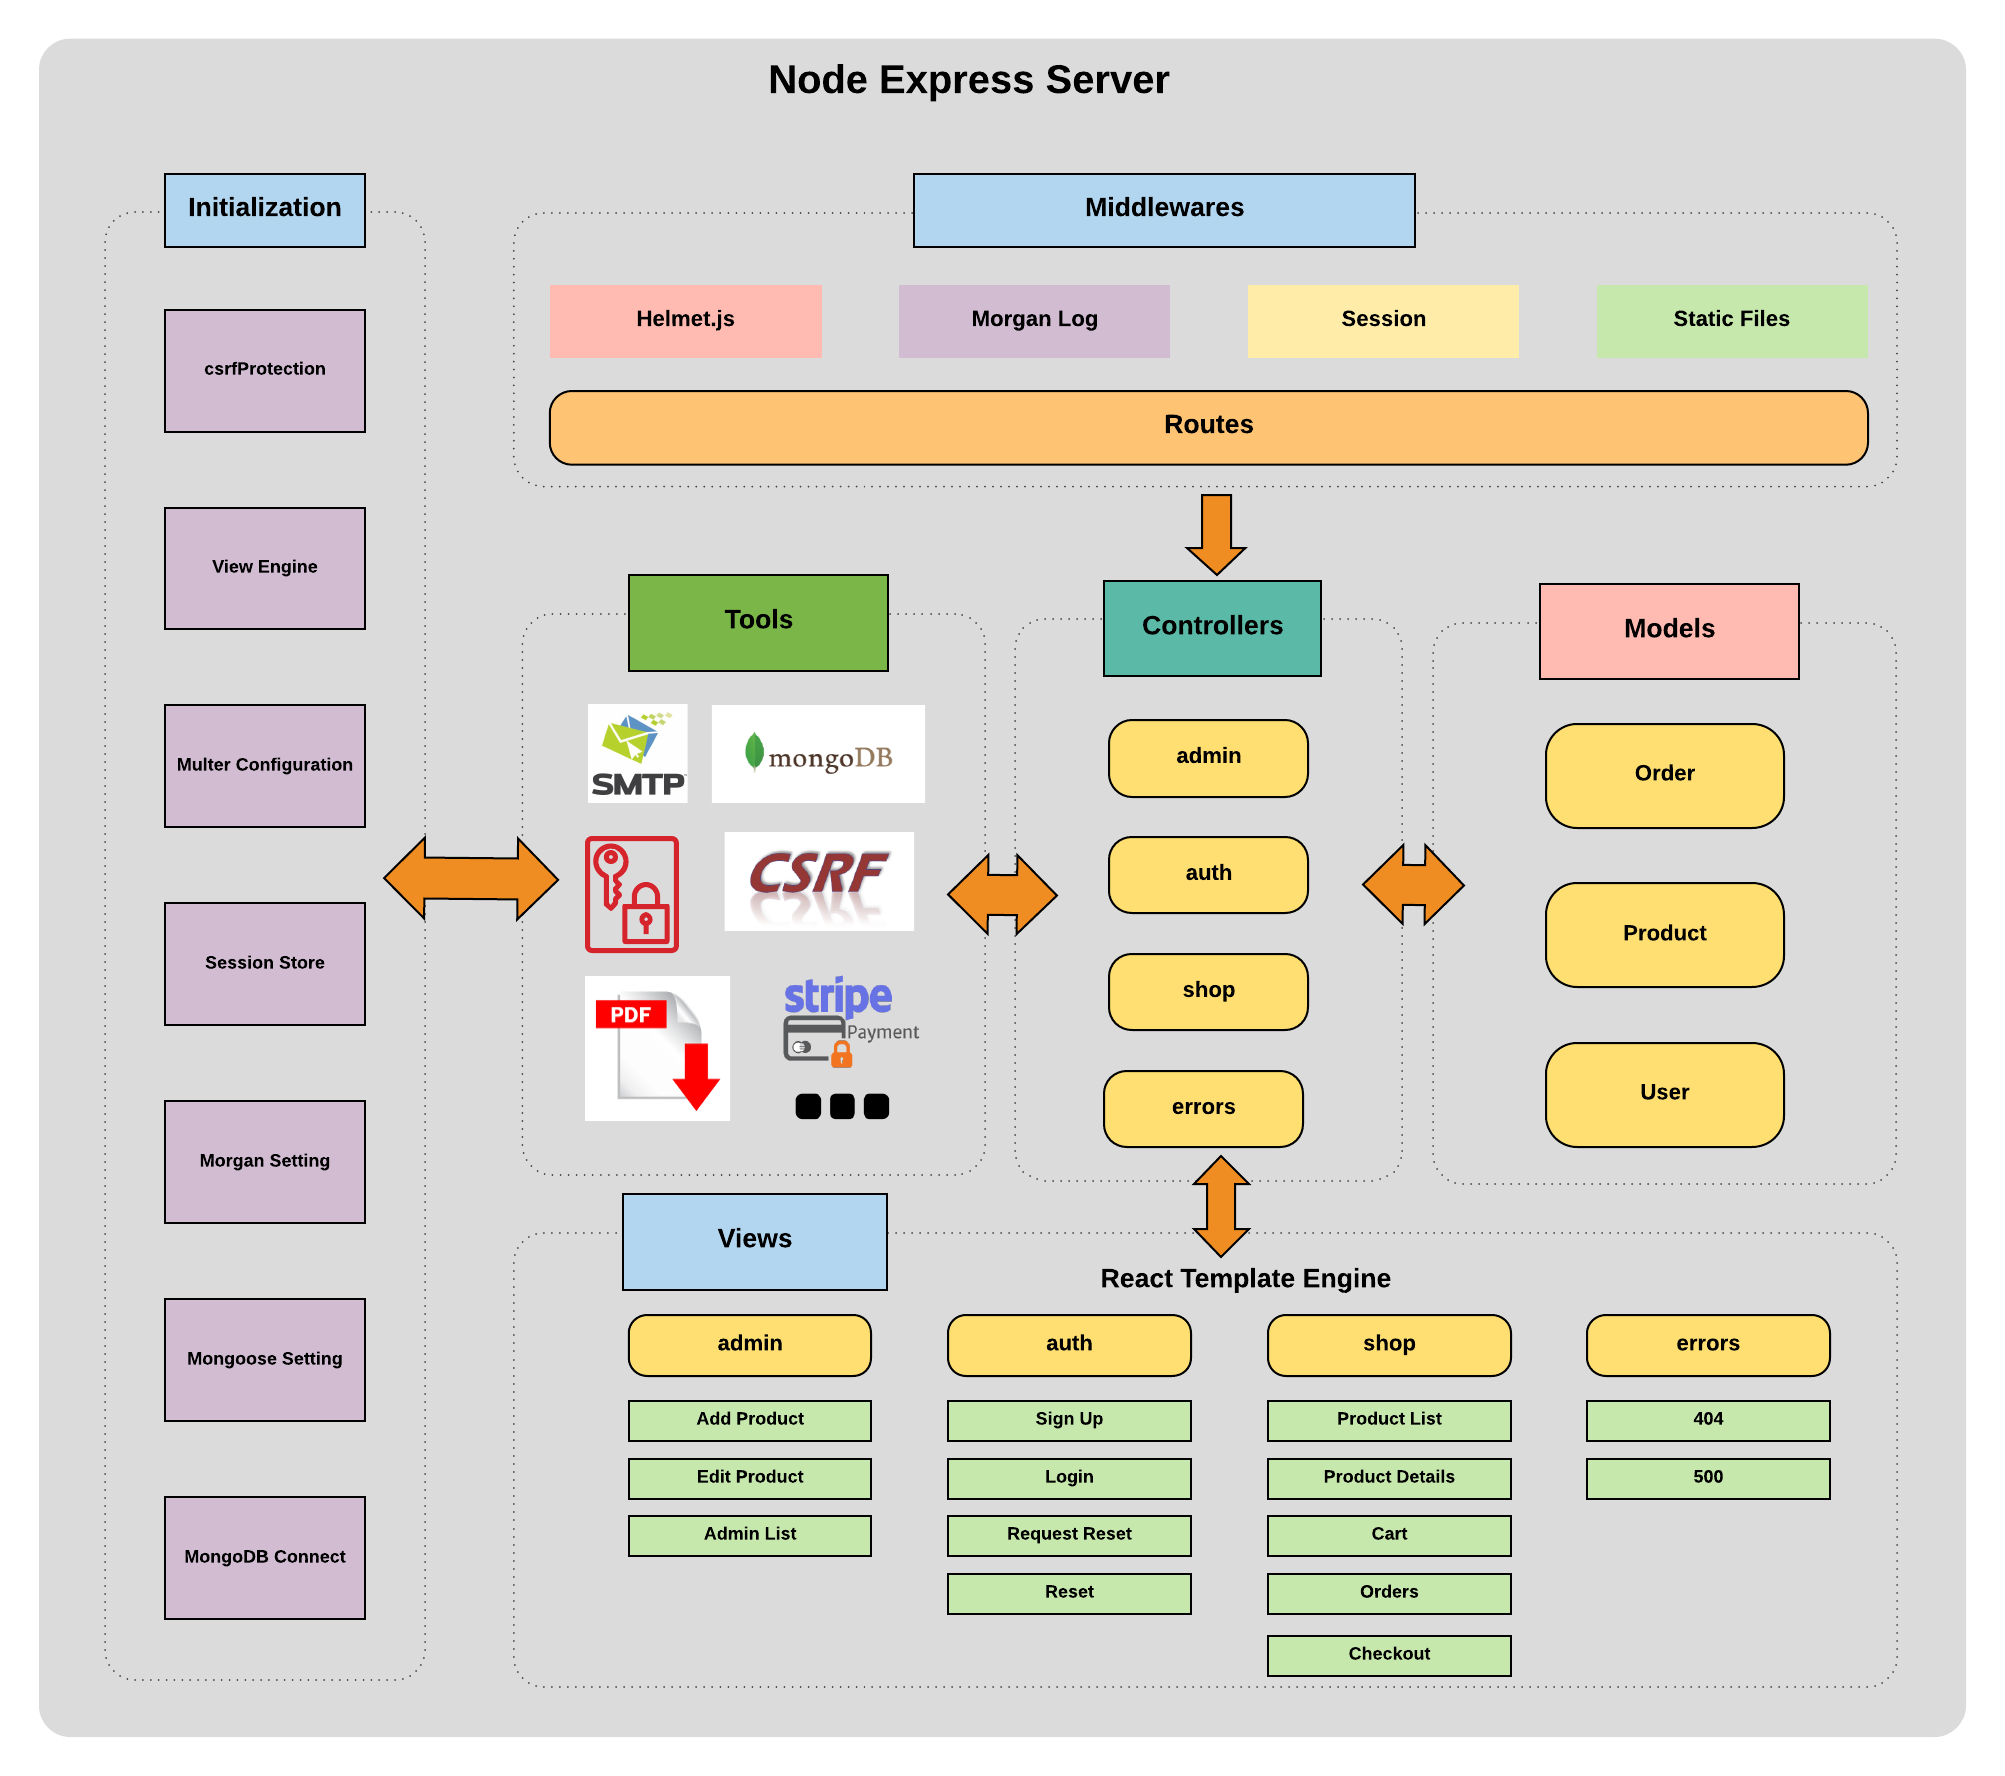 Node Express Server
Initialization
csrfProtection
View Engine
Multer Configuration
Session Store
Morgan Setting
Mongoose Setting
MongoDB Connect
Middlewares
Helmet.js
Morgan Log
Session
Static Files
Routes
Tools
SMTP
mongoDB
CSRF
PDF
stripe
Payment
Controllers
admin
auth
shop
errors
Models
Order
Product
User
Views
React Template Engine
admin
Add Product
Edit Product
Admin List
auth
Sign Up
Login
Request Reset
Reset
shop
Product List
Product Details
Cart
Orders
Checkout
errors
404
500